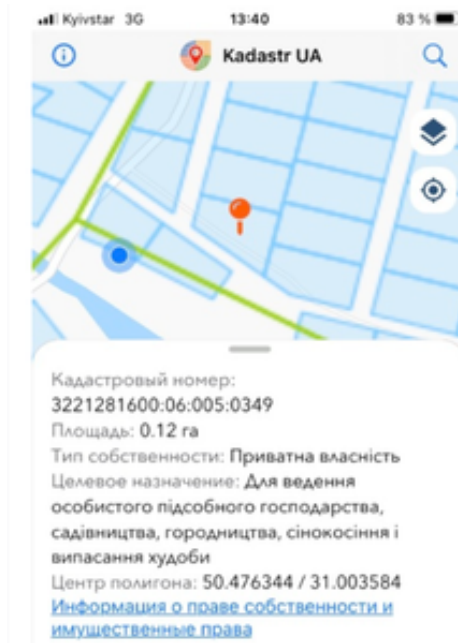 Kyivstar 3G 13:40 83 %
Kadastr UA
Кадастровый номер:
3221281600:06:005:0349
Площадь: 0.12 га
Тип собственности: Приватна власність
Целевое назначение: Для ведення
особистого підсобного господарства,
садівництва, городництва, сінокосіння і
випасання худоби
Центр полигона: 50.476344 / 31.003584
Информация о праве собственности и
имущественные права